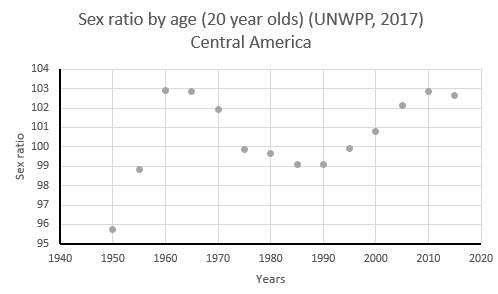 Sex ratio by age (20 year olds) (UNWPP, 2017)
Central America
104
103
102
101
100
99
98
97
96
95
Sex ratio
1940 1950 1960 1970 1980 1990 2000 2010 2020
Years